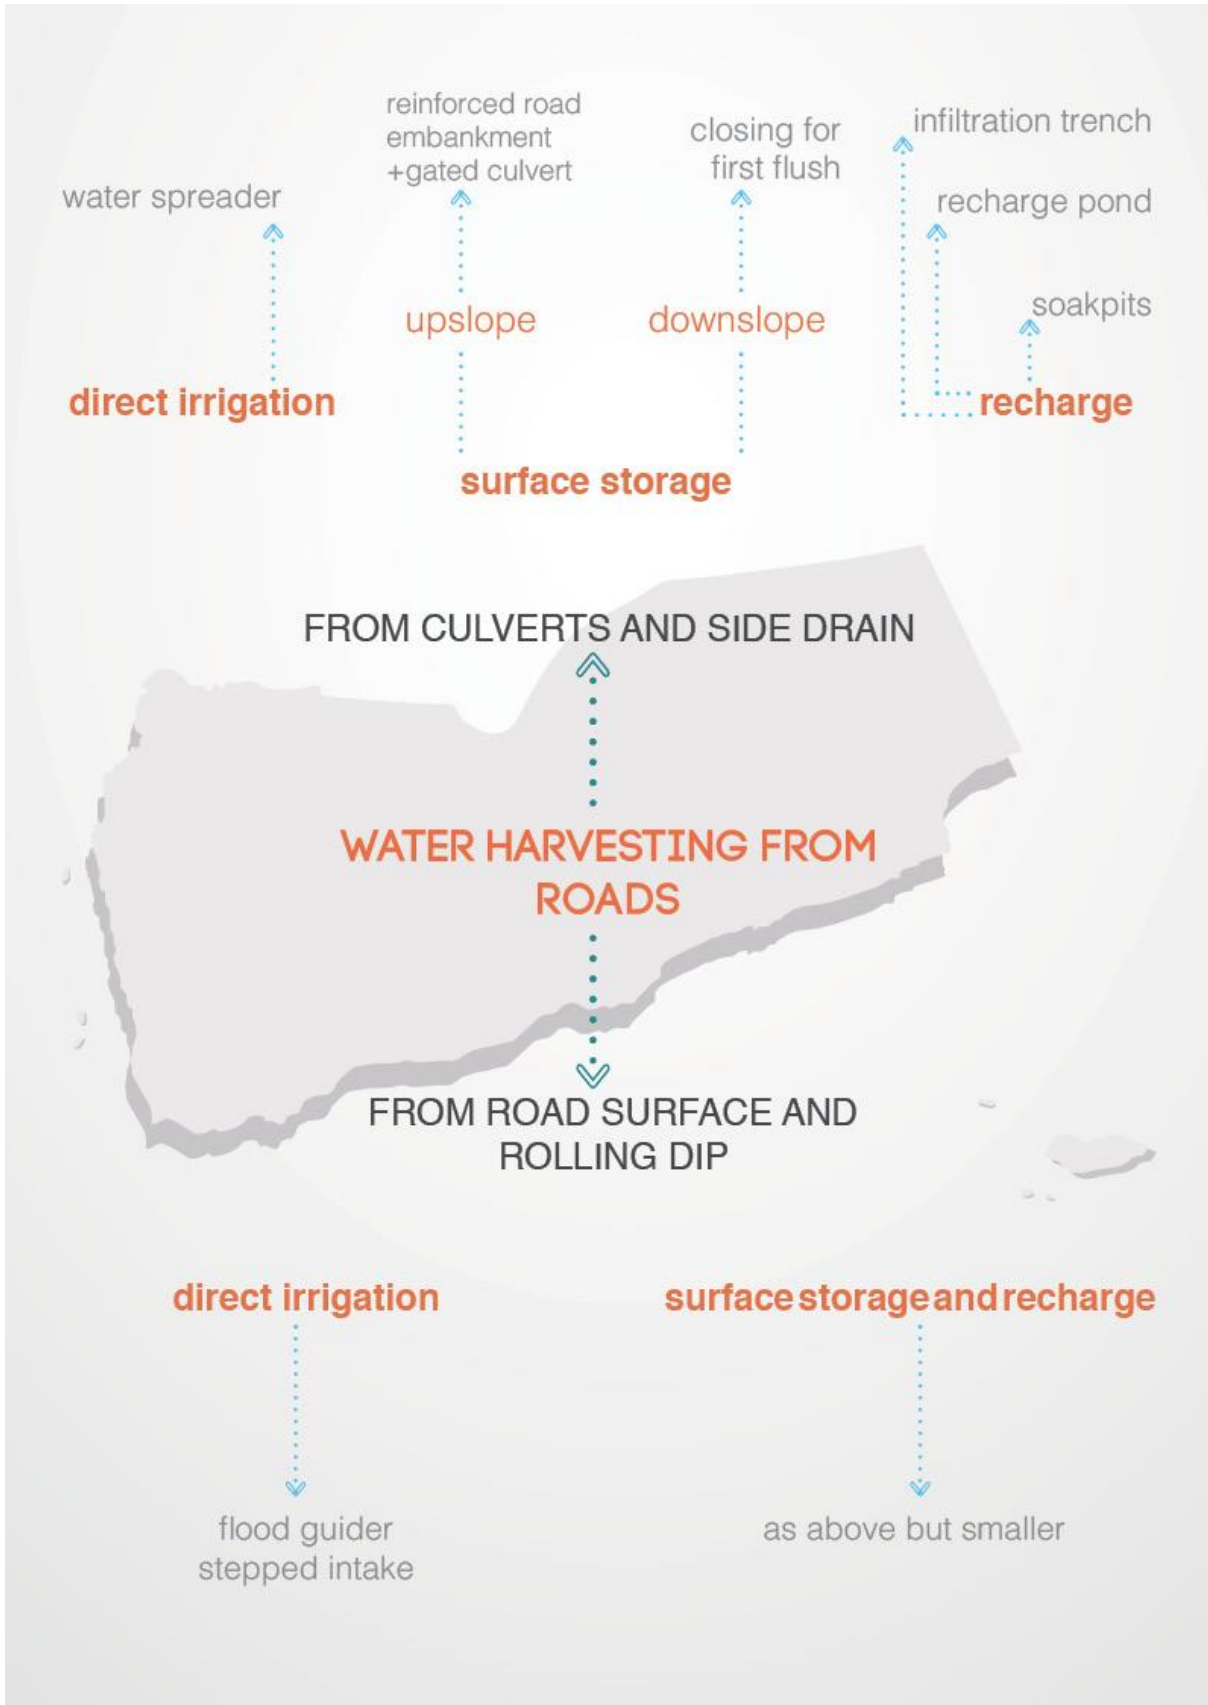 reinforced road
embankment
+gated culvert
closing for
first flush
infiltration trench
water spreader
recharge pond
soakpits
upslope
downslope
direct irrigation
recharge
surface storage
FROM CULVERTS AND SIDE DRAIN
WATER HARVESTING FROM
ROADS
FROM ROAD SURFACE AND
ROLLING DIP
direct irrigation
surface storage and recharge
flood guider
stepped intake
as above but smaller